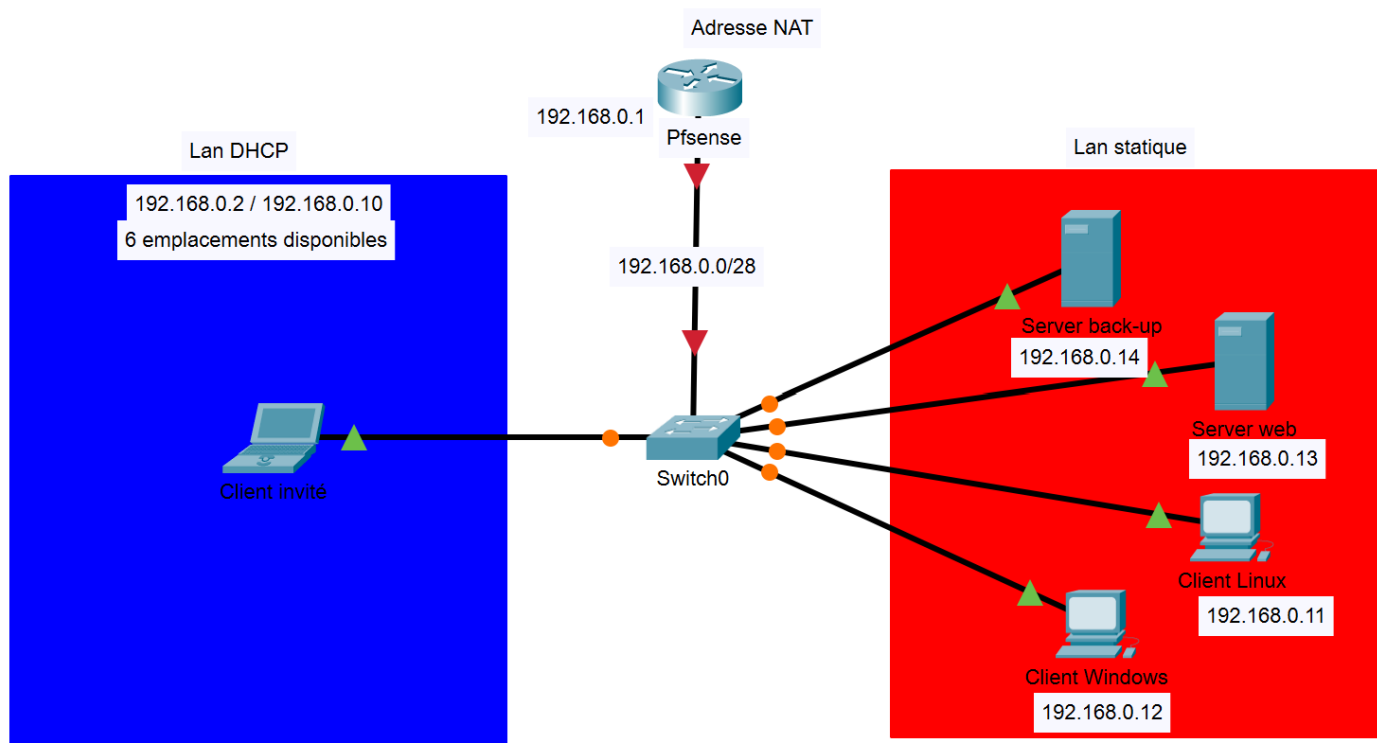 Adresse NAT
192.168.0.1
Pfsense
Lan DHCP
192.168.0.2 / 192.168.0.10
6 emplacements disponibles
192.168.0.0/28
Lan statique
Server back-up
192.168.0.14
Server web
192.168.0.13
Client invité
Switch0
Client Linux
192.168.0.11
Client Windows
192.168.0.12